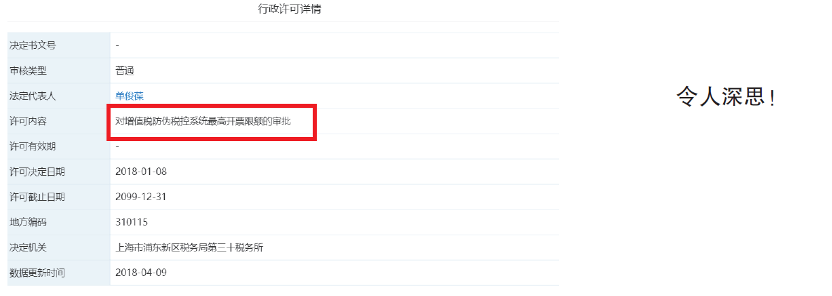 行政许可详情
决定书文号 -
审核类型 普通
法定代表人 单俊葆
许可内容 对增值税防伪税控系统最高开票限额的审批
许可有效期 -
许可决定日期 2018-01-08
许可截止日期 2099-12-31
地方编码 310115
决定机关 上海市浦东新区税务局第三十税务所
数据更新时间 2018-04-09
令人深思！